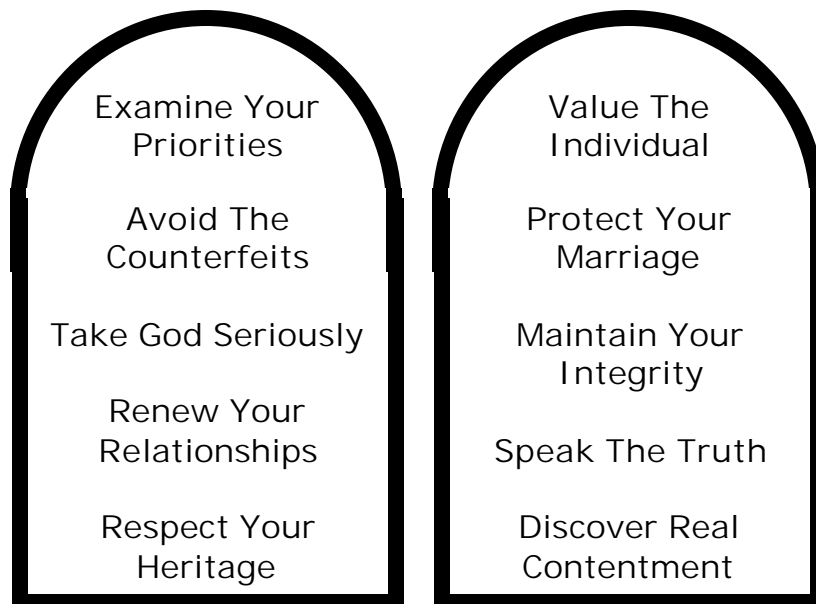 Examine Your
Priorities
Avoid The
Counterfeits
Take God Seriously
Renew Your
Relationships
Respect Your
Heritage
Value The
Individual
Protect Your
Marriage
Maintain Your
Integrity
Speak The Truth
Discover Real
Contentment